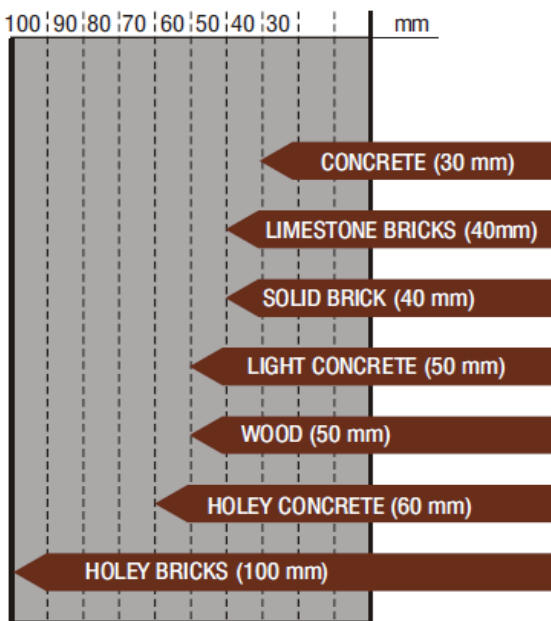 100 90 80 70 60 50 40 30 mm
CONCRETE (30 mm)
LIMESTONE BRICKS (40mm)
SOLID BRICK (40 mm)
LIGHT CONCRETE (50 mm)
WOOD (50 mm)
HOLEY CONCRETE (60 mm)
HOLEY BRICKS (100 mm)